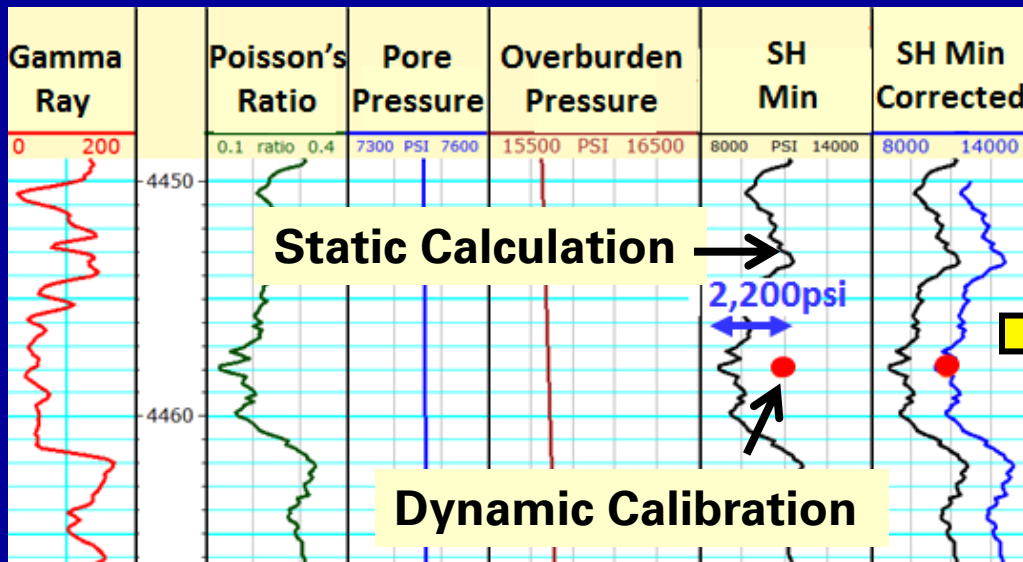 Gamma
Ray
Poisson's
Ratio
Pore
Pressure
Overburden
Pressure
SH
Min
SH Min
Corrected
0 200
0.1 ratio 0.4
7300 PSI 7600
15500 PSI 16500
8000 PSI 14000
8000 14000
4450
Static Calculation
2,200psi
4460
Dynamic Calibration